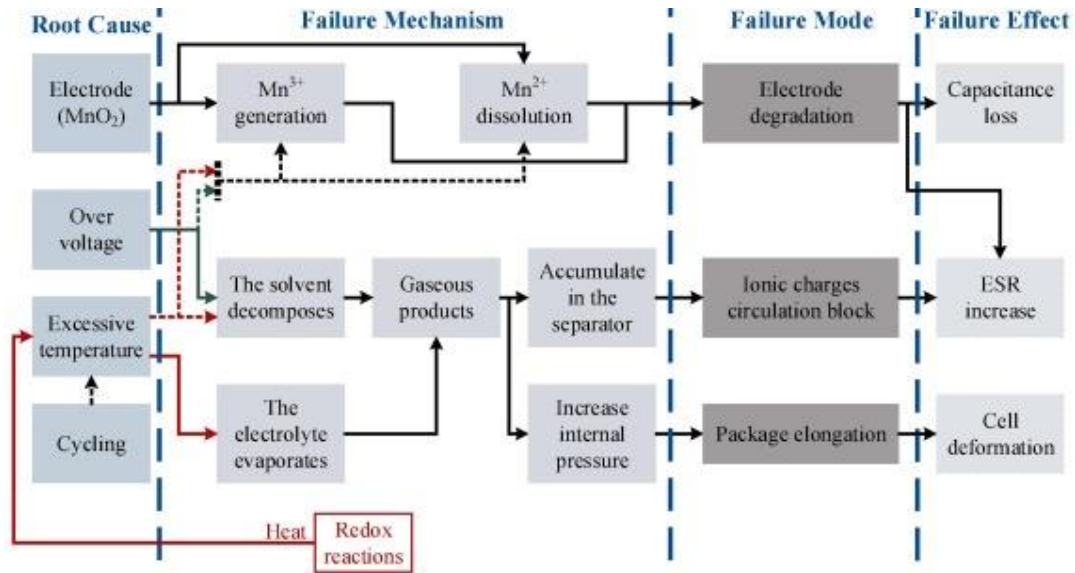 Root Cause
Failure Mechanism
Failure Mode
Failure Effect
Electrode
(MnO₂)
Mn³⁺
generation
Mn²⁺
dissolution
Electrode
degradation
Capacitance
loss
Over
voltage
The solvent
decomposes
Gaseous
products
Accumulate
in the
separator
Ionic charges
circulation block
ESR
increase
Excessive
temperature
Cycling
The
electrolyte
evaporates
Increase
internal
pressure
Package elongation
Cell
deformation
Heat
Redox
reactions